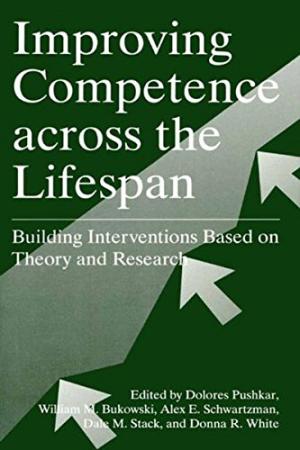 Improving
Competence
across the
Lifespan
Building Interventions Based on
Theory and Research
Edited by Dolores Pushkar,
William M. Bukowski, Alex E. Schwartzman,
Dale M. Stack, and Donna R. White